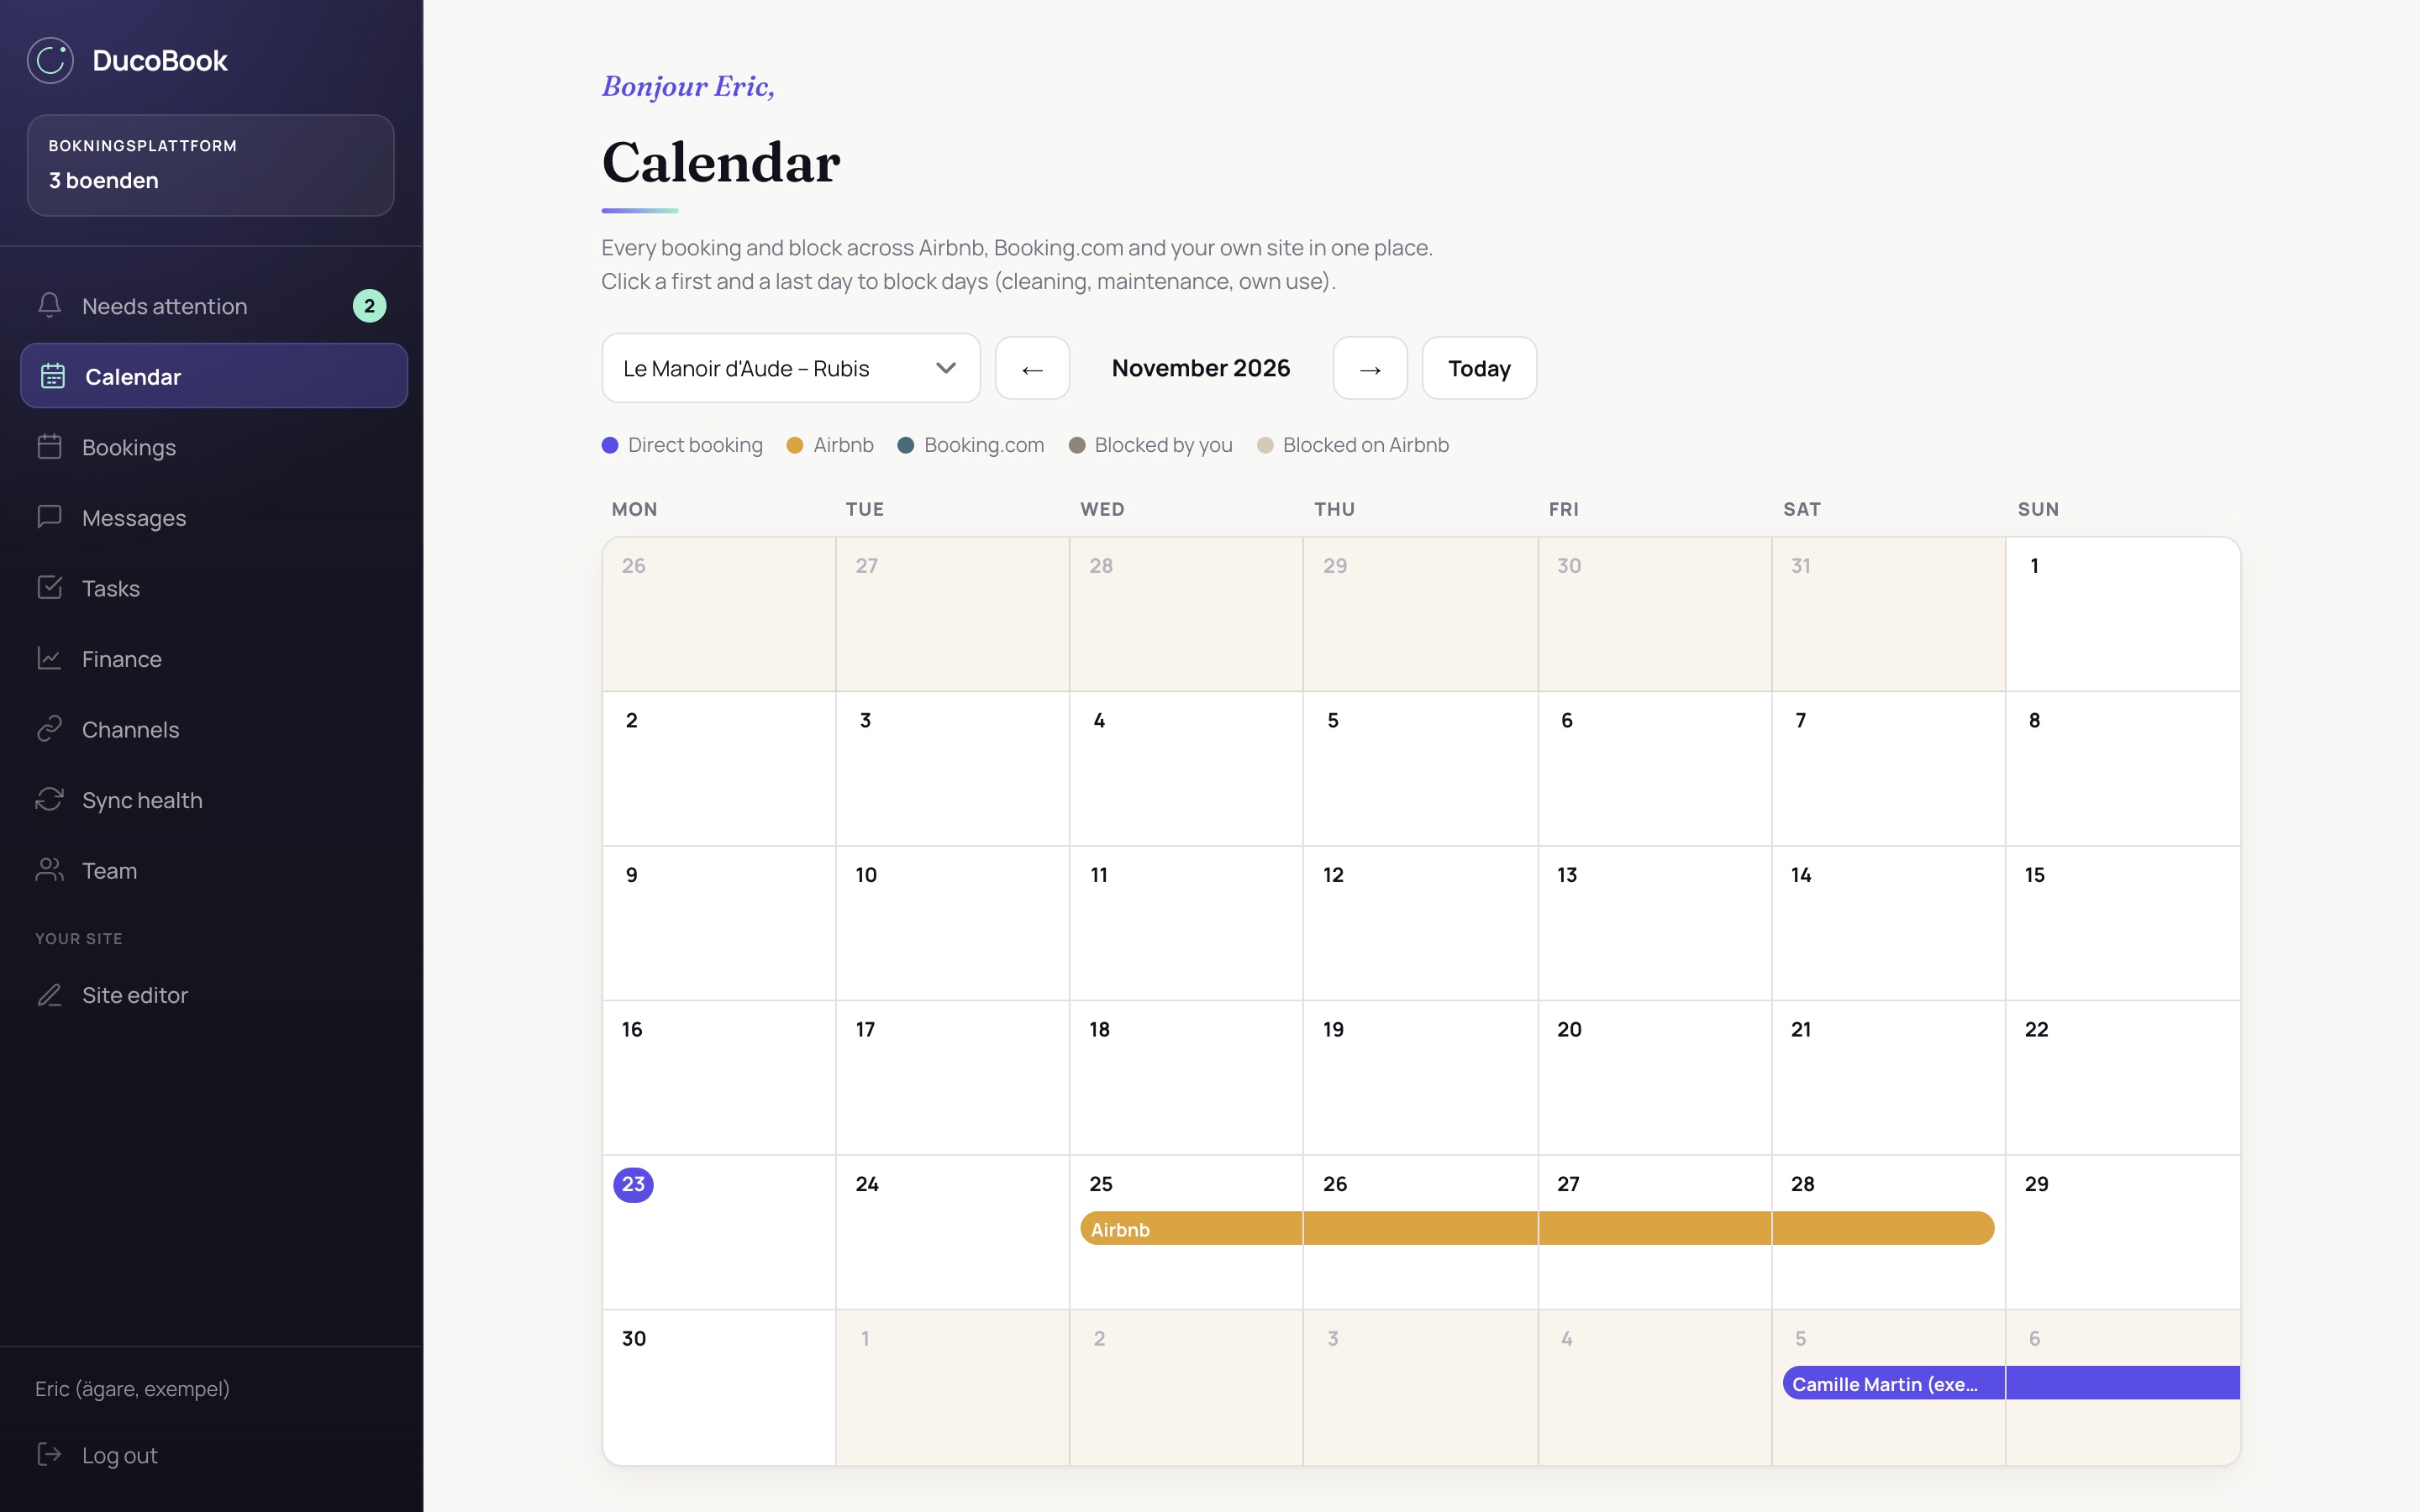 DucoBook
BOKNINGSPLATTFORM
3 boenden
Needs attention 2
Calendar
Bookings
Messages
Tasks
Finance
Channels
Sync health
Team
YOUR SITE
Site editor
Eric (ägare, exempel)
Log out
Bonjour Eric,
Calendar
Every booking and block across Airbnb, Booking.com and your own site in one place.
Click a first and a last day to block days (cleaning, maintenance, own use).
Le Manoir d'Aude – Rubis ← November 2026 → Today
Direct booking Airbnb Booking.com Blocked by you Blocked on Airbnb
MON TUE WED THU FRI SAT SUN
26 27 28 29 30 31 1
2 3 4 5 6 7 8
9 10 11 12 13 14 15
16 17 18 19 20 21 22
23 24 25 26 27 28 29
Airbnb
30 1 2 3 4 5 6
Camille Martin (exe...